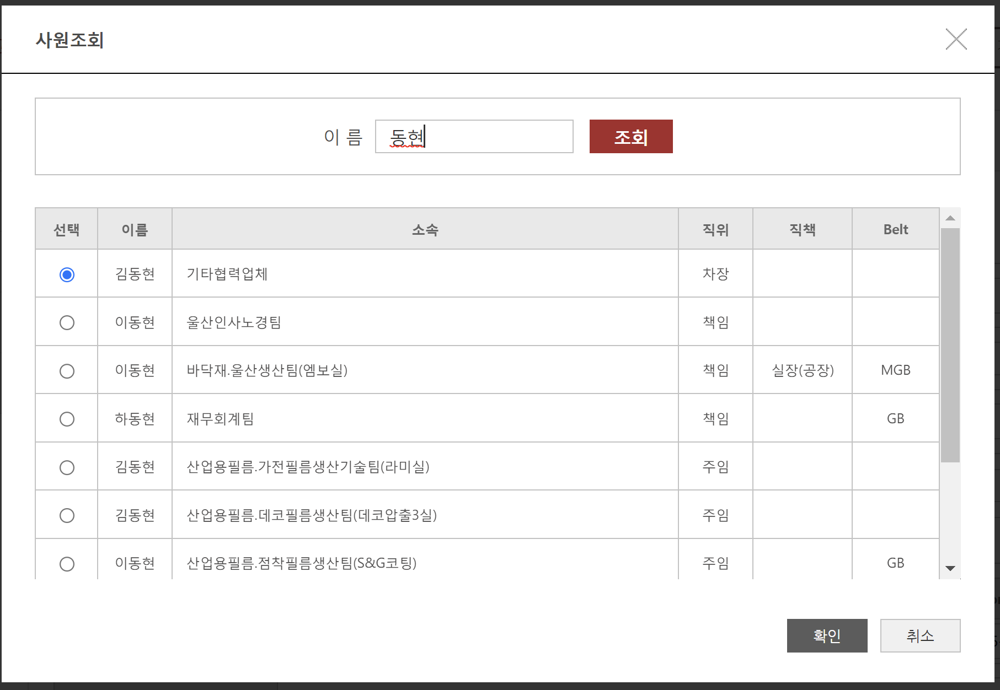 사원조회
이 름 동현 조회
선택 이름 소속 직위 직책 Belt
김동현 기타협력업체 차장
이동현 울산인사노경팀 책임
이동현 바닥재.울산생산팀(엠보실) 책임 실장(공장) MGB
하동현 재무회계팀 책임 GB
김동현 산업용필름.가전필름생산기술팀(라미실) 주임
김동현 산업용필름.데코필름생산팀(데코압출3실) 주임
이동현 산업용필름.점착필름생산팀(S&G코팅) 주임 GB
확인 취소